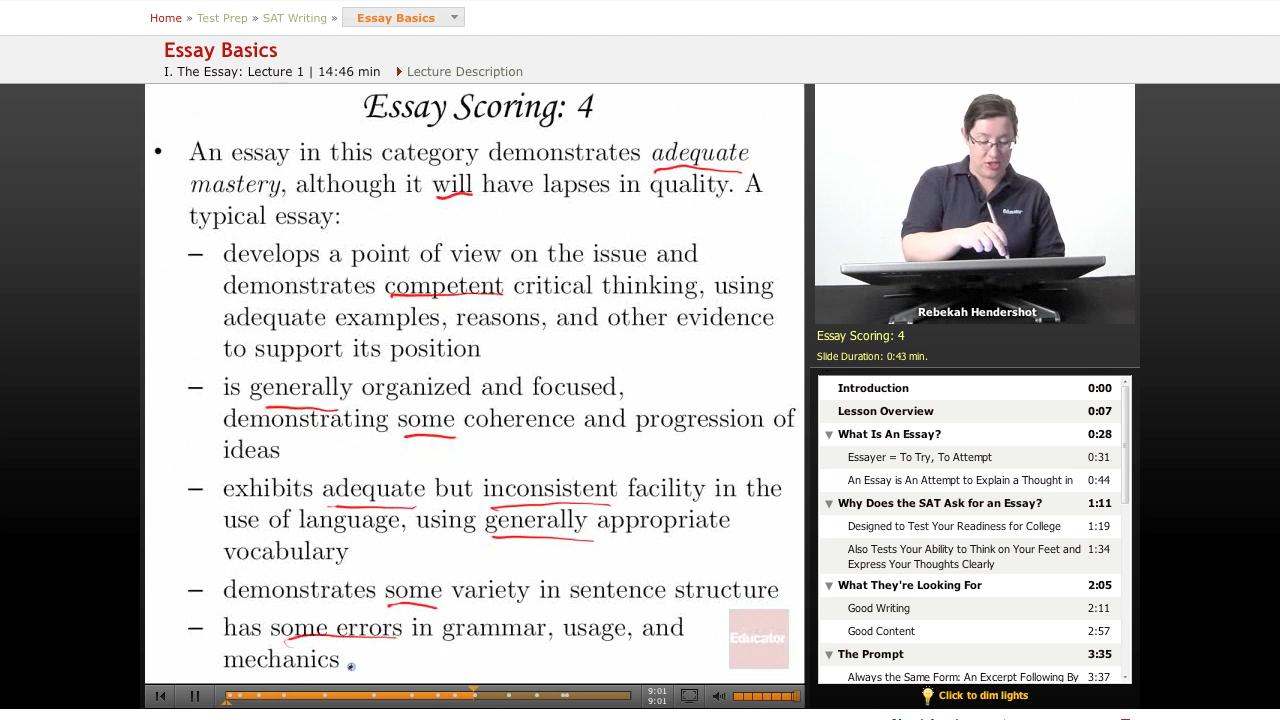 Home » Test Prep » SAT Writing » Essay Basics
Essay Basics
I. The Essay: Lecture 1 | 14:46 min Lecture Description
Essay Scoring: 4
• An essay in this category demonstrates adequate
mastery, although it will have lapses in quality. A
typical essay:
– develops a point of view on the issue and
demonstrates competent critical thinking, using
adequate examples, reasons, and other evidence
to support its position
– is generally organized and focused,
demonstrating some coherence and progression of
ideas
– exhibits adequate but inconsistent facility in the
use of language, using generally appropriate
vocabulary
– demonstrates some variety in sentence structure
– has some errors in grammar, usage, and
mechanics
Educator
9:01
9:01
Educator
Rebekah Hendershot
Essay Scoring: 4
Slide Duration: 0:43 min.
Introduction 0:00
Lesson Overview 0:07
What Is An Essay? 0:28
Essayer = To Try, To Attempt 0:31
An Essay is An Attempt to Explain a Thought in 0:44
Why Does the SAT Ask for an Essay? 1:11
Designed to Test Your Readiness for College 1:19
Also Tests Your Ability to Think on Your Feet and 1:34
Express Your Thoughts Clearly
What They're Looking For 2:05
Good Writing 2:11
Good Content 2:57
The Prompt 3:35
Always the Same Form: An Excerpt Following By 3:37
Click to dim lights